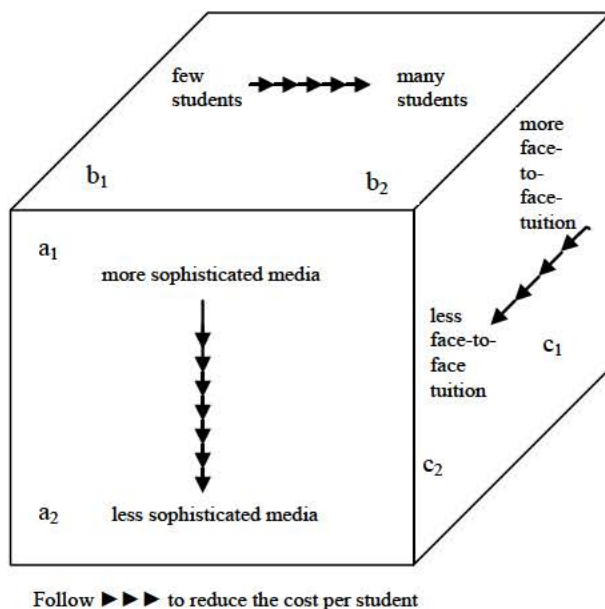 few
students
many
students
more
face-
to-
face-
tuition
b₁
b₂
a₁
more sophisticated media
less
face-to-
face
tuition
c₁
c₂
a₂
less sophisticated media
Follow ►►► to reduce the cost per student